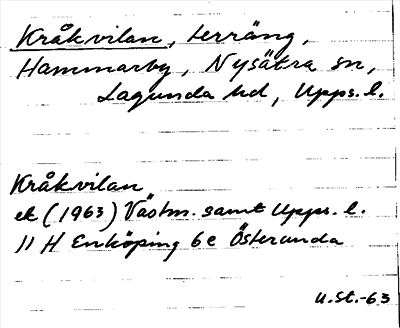 Kråkvilan, terräng,
Hammarby, Nysätra sn,
Lagunda hd, Upps. l.
Kråkvilan
ek (1963) Västm. samt Upps. l.
11 H Enköping 6e Österunda
U.St.-63